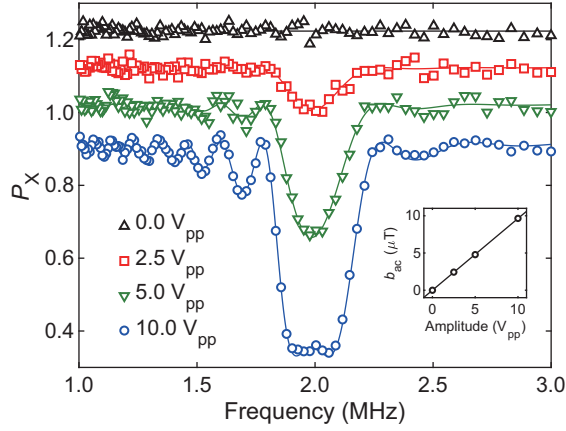 1.2
1.0
0.8
0.6
0.4
P_X
0.0 V_pp
2.5 V_pp
5.0 V_pp
10.0 V_pp
10
5
0
b_ac (μT)
0 5 10
Amplitude (V_pp)
1.0 1.5 2.0 2.5 3.0
Frequency (MHz)